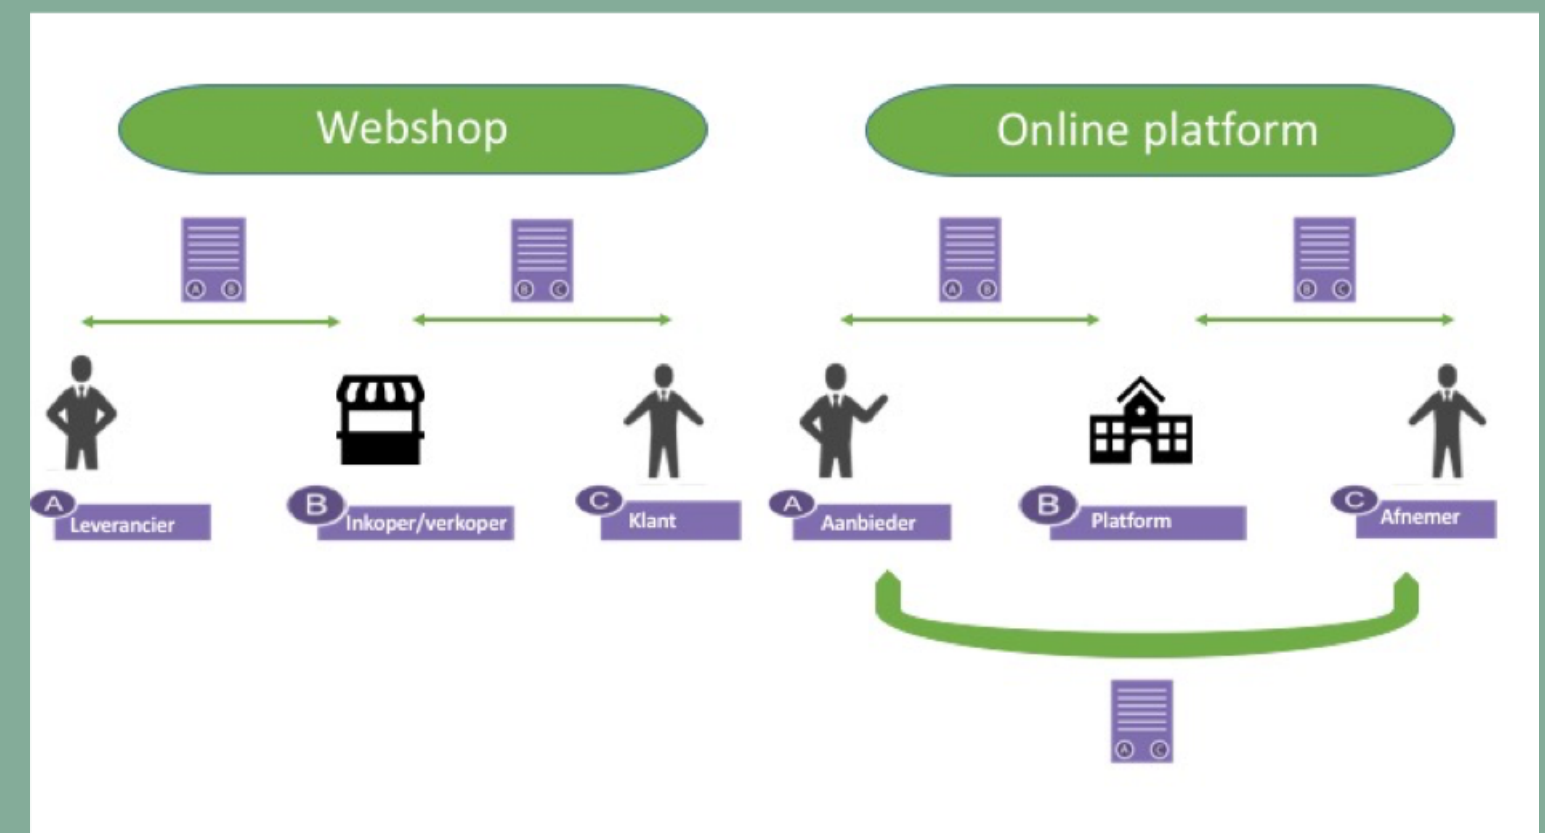 Webshop
Online platform
A B
B C
A B
B C
A Leverancier
B Inkoper/verkoper
C Klant
A Aanbieder
B Platform
C Afnemer
A C